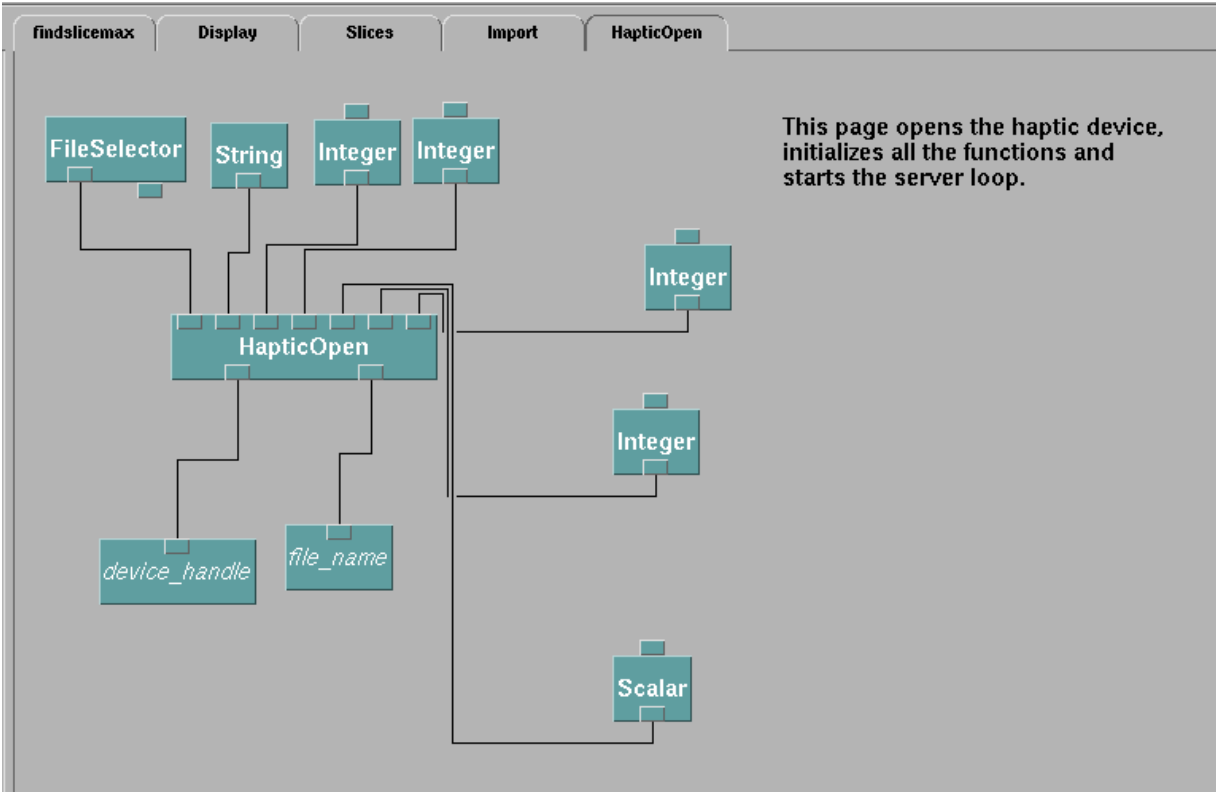 findslicemax
Display
Slices
Import
HapticOpen
This page opens the haptic device,
initializes all the functions and
starts the server loop.
FileSelector
String
Integer
Integer
Integer
HapticOpen
Integer
device_handle
file_name
Scalar